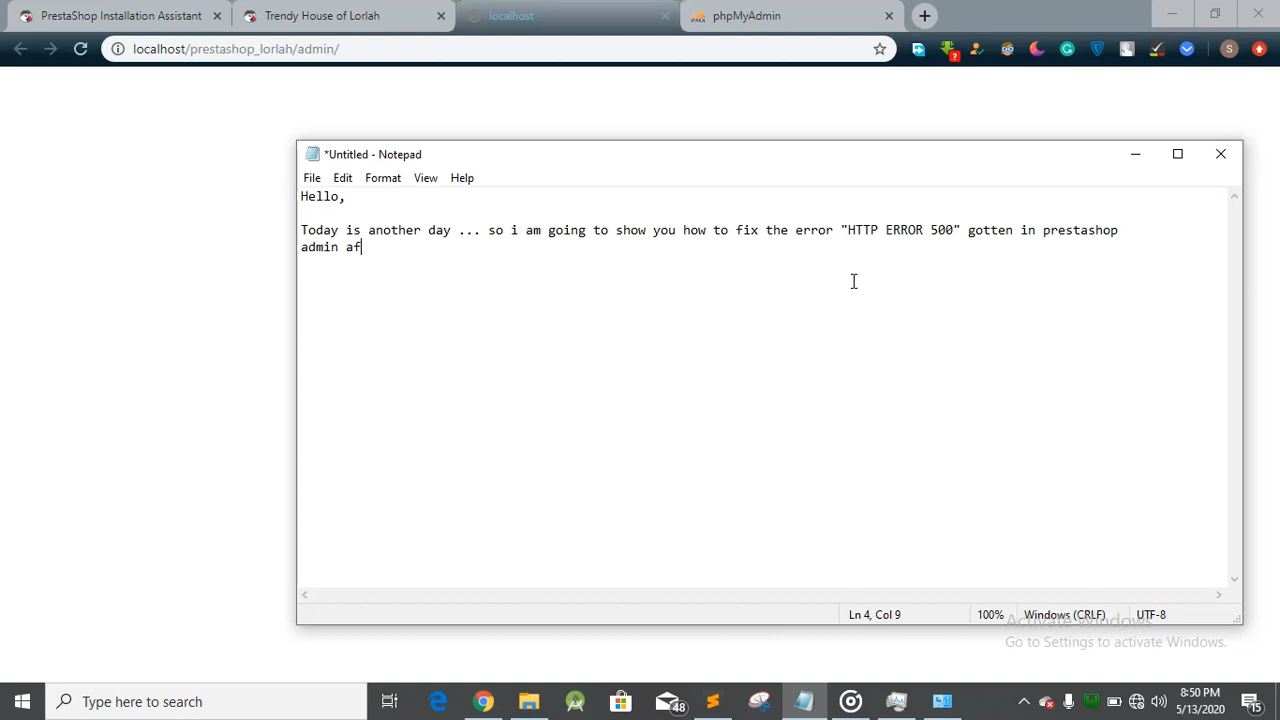 PrestaShop Installation Assistant
Trendy House of Lorlah
localhost
phpMyAdmin
localhost/prestashop_lorlah/admin/
*Untitled - Notepad
File Edit Format View Help
Hello,
Today is another day ... so i am going to show you how to fix the error "HTTP ERROR 500" gotten in prestashop
admin af
Ln 4, Col 9
100%
Windows (CRLF)
UTF-8
Activate Windows
Go to Settings to activate Windows.
Type here to search
48
8:50 PM
5/13/2020
15